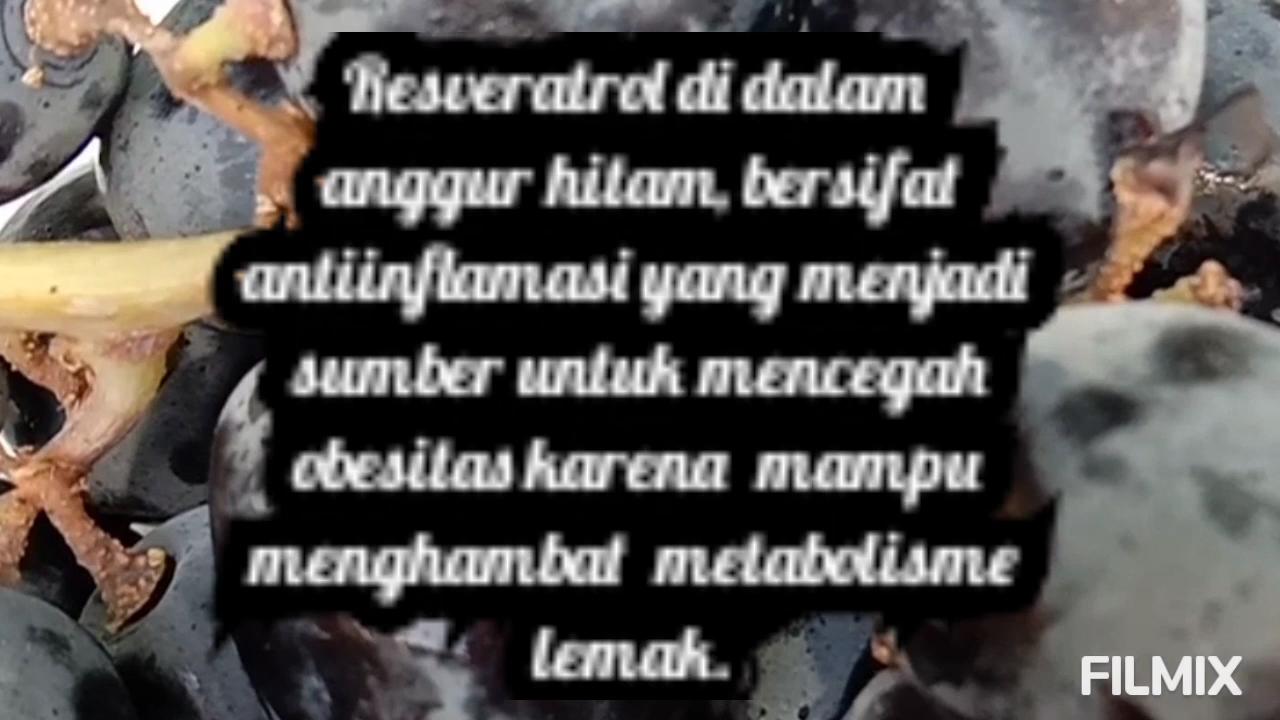 Resveratrol di dalam
anggur hitam, bersifat
antiinflamasi yang menjadi
sumber untuk mencegah
obesitas karena mampu
menghambat metabolisme
lemak.
FILMIX